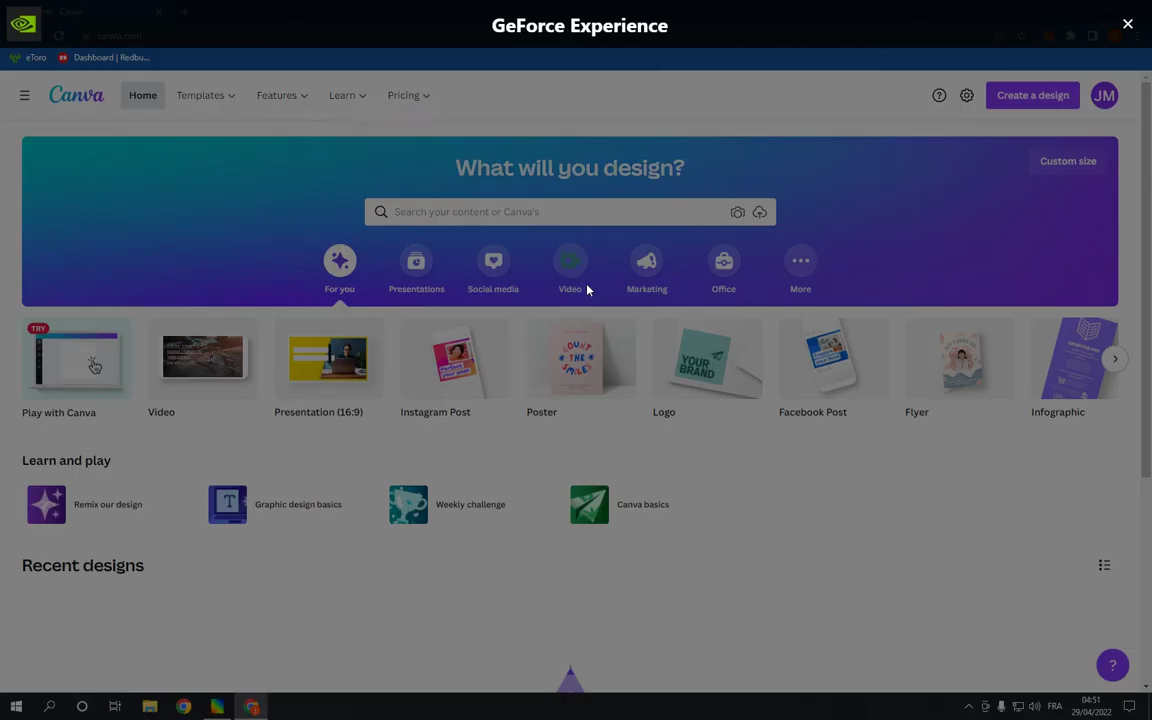 GeForce Experience
Canva
canva.com
eToro
Dashboard | Redbu...
Canva
Home
Templates
Features
Learn
Pricing
Create a design
JM
What will you design?
Custom size
Search your content or Canva's
For you
Presentations
Social media
Video
Marketing
Office
More
TRY
COUNT
THE
SMILES
YOUR
BRAND
Play with Canva
Video
Presentation (16:9)
Instagram Post
Poster
Logo
Facebook Post
Flyer
Infographic
Learn and play
Remix our design
T
Graphic design basics
Weekly challenge
Canva basics
Recent designs
?
FRA
04:51
29/04/2022